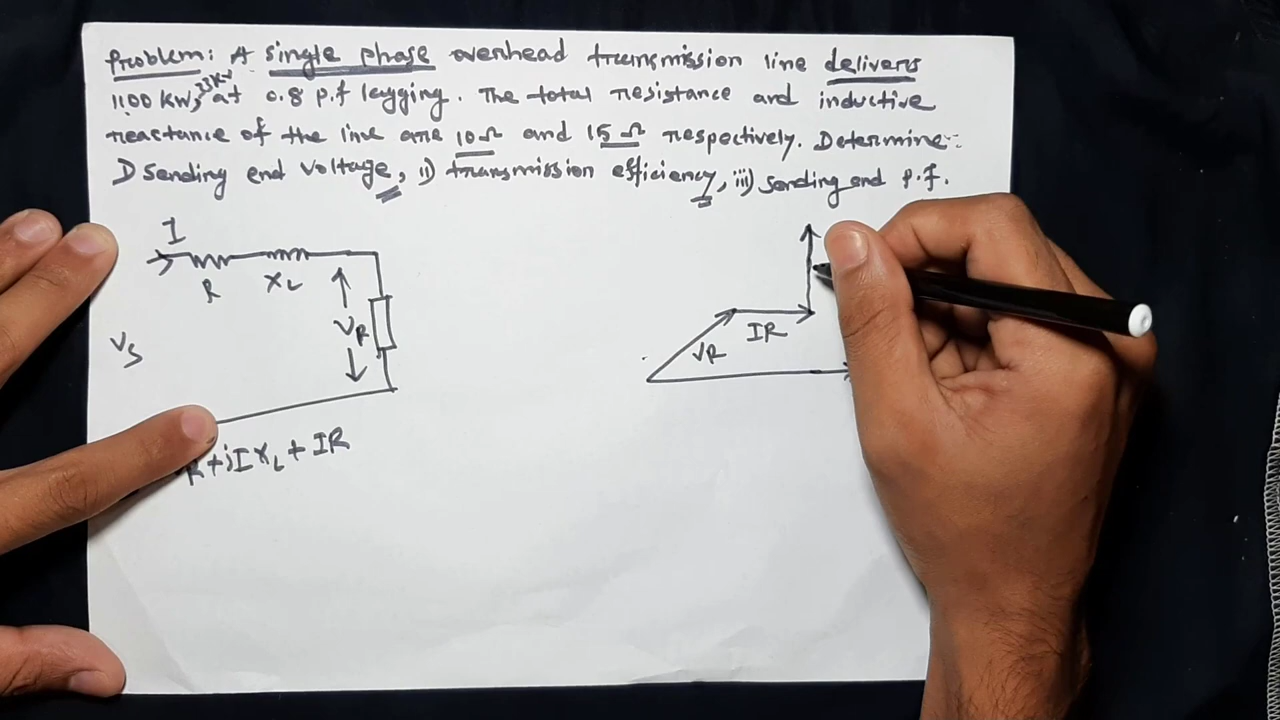 Problem: A single phase overhead transmission line delivers
1100 KW, 33KV at 0.8 p.f lagging. The total resistance and inductive
reactance of the line are 10Ω and 15Ω respectively. Determine:
i) Sending end voltage, ii) transmission efficiency, iii) Sending end p.f.
I
R XL
VR
VS
R+jIXL+IR
VR IR